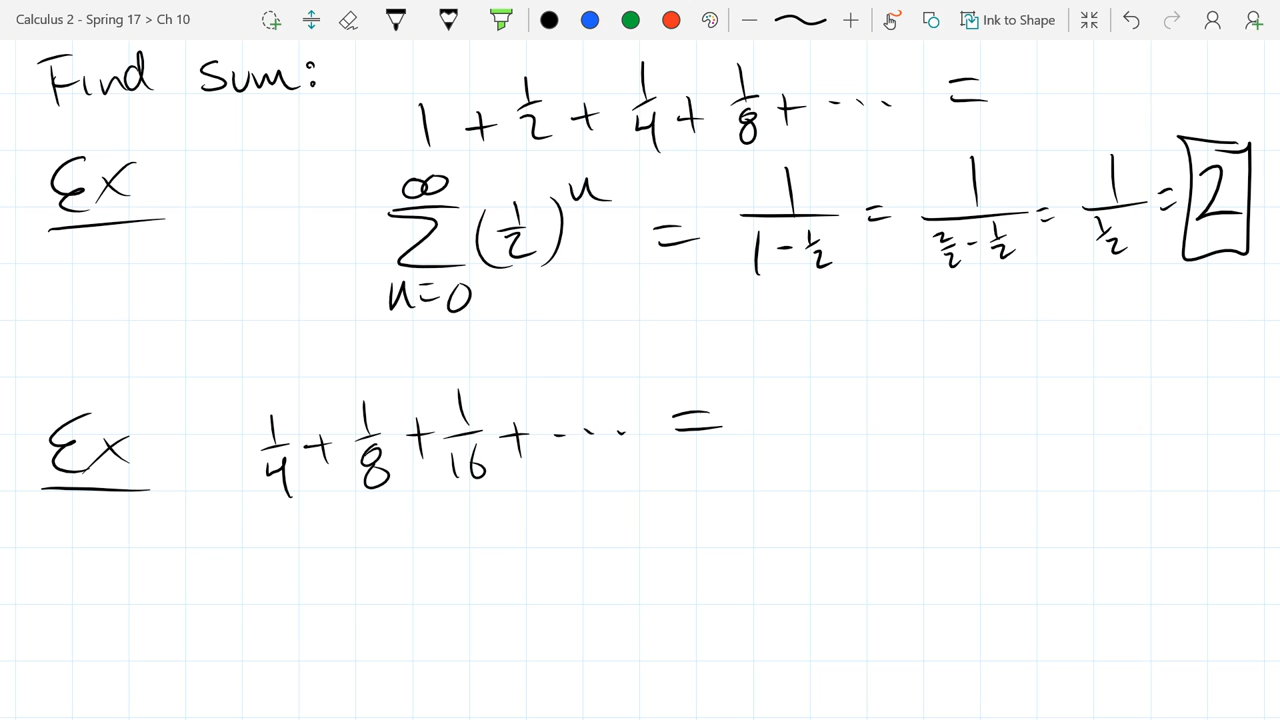 Calculus 2 - Spring 17 > Ch 10
Ink to Shape
Find sum:
1 + 1/2 + 1/4 + 1/8 + ··· =
Ex
∞
∑ (1/2)^n = 1/(1 - 1/2) = 1/(2/2 - 1/2) = 1/(1/2) = 2
n=0
Ex 1/4 + 1/8 + 1/16 + ··· =